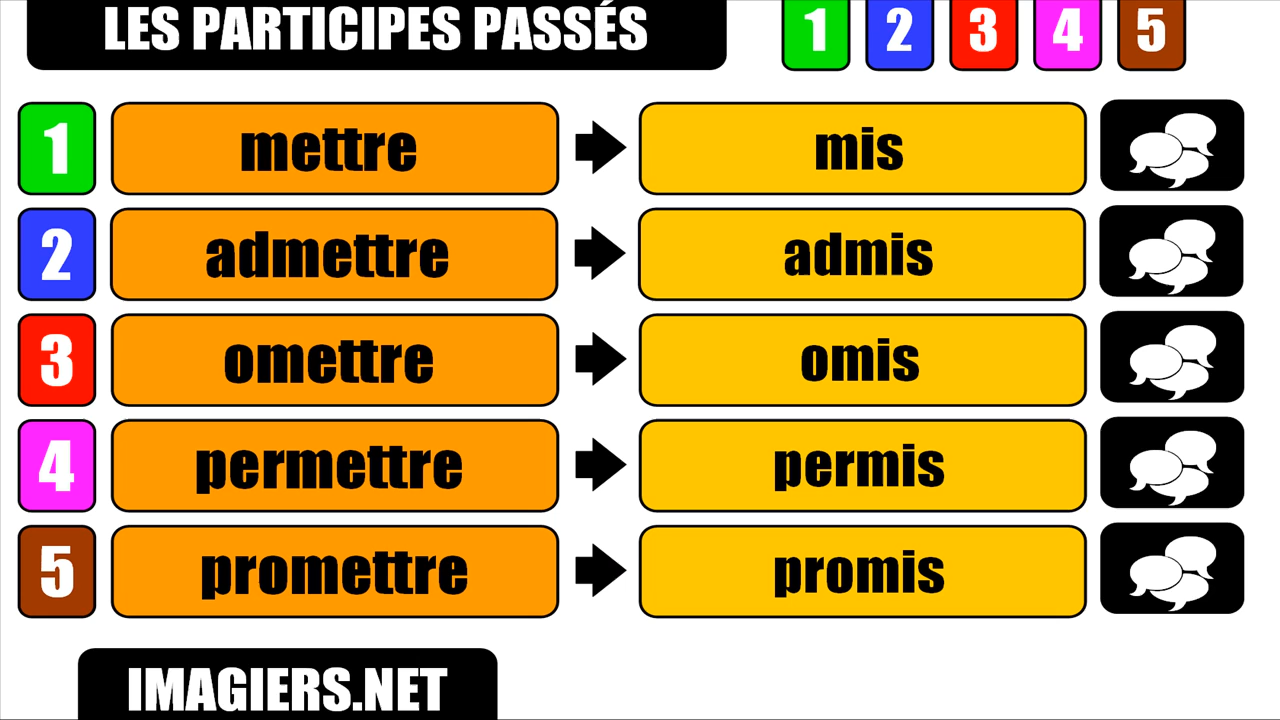 LES PARTICIPES PASSÉS 1 2 3 4 5
1 mettre mis
2 admettre admis
3 omettre omis
4 permettre permis
5 promettre promis
IMAGIERS.NET